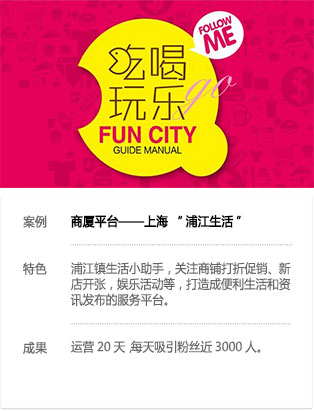 FOLLOW
ME
吃喝
玩乐go
FUN CITY
GUIDE MANUAL
案例 商厦平台——上海 “ 浦江生活 ”
特色 浦江镇生活小助手，关注商铺打折促销、新
店开张，娱乐活动等，打造成便利生活和资
讯发布的服务平台。
成果 运营 20 天 ,每天吸引粉丝近 3000 人。